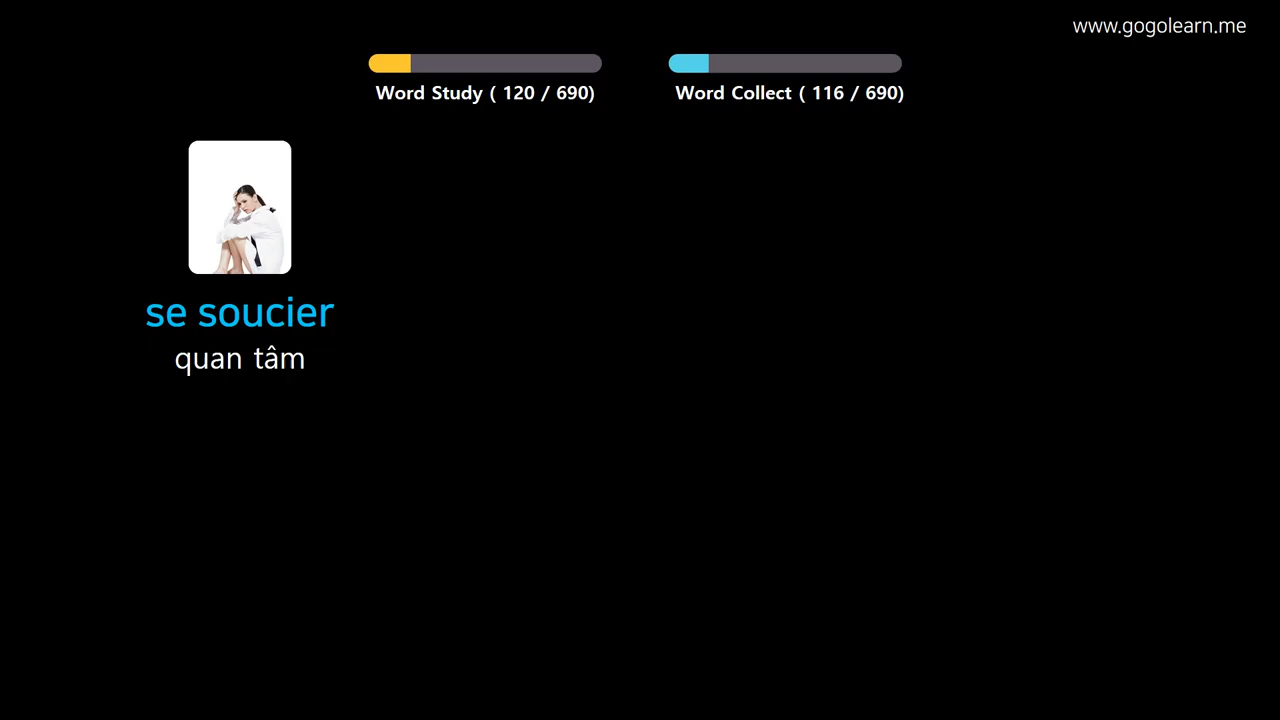 www.gogolearn.me
Word Study ( 120 / 690)
Word Collect ( 116 / 690)
se soucier
quan tâm